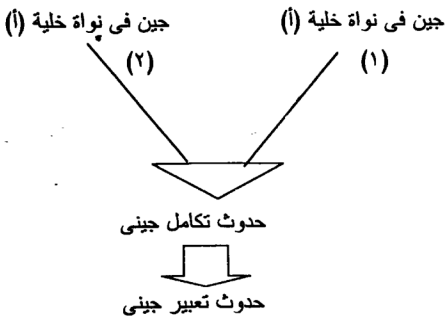 جين فى نواة خلية (أ) جين فى نواة خلية (أ)
(١) (٢)
حدوث تكامل جينى
حدوث تعبير جينى